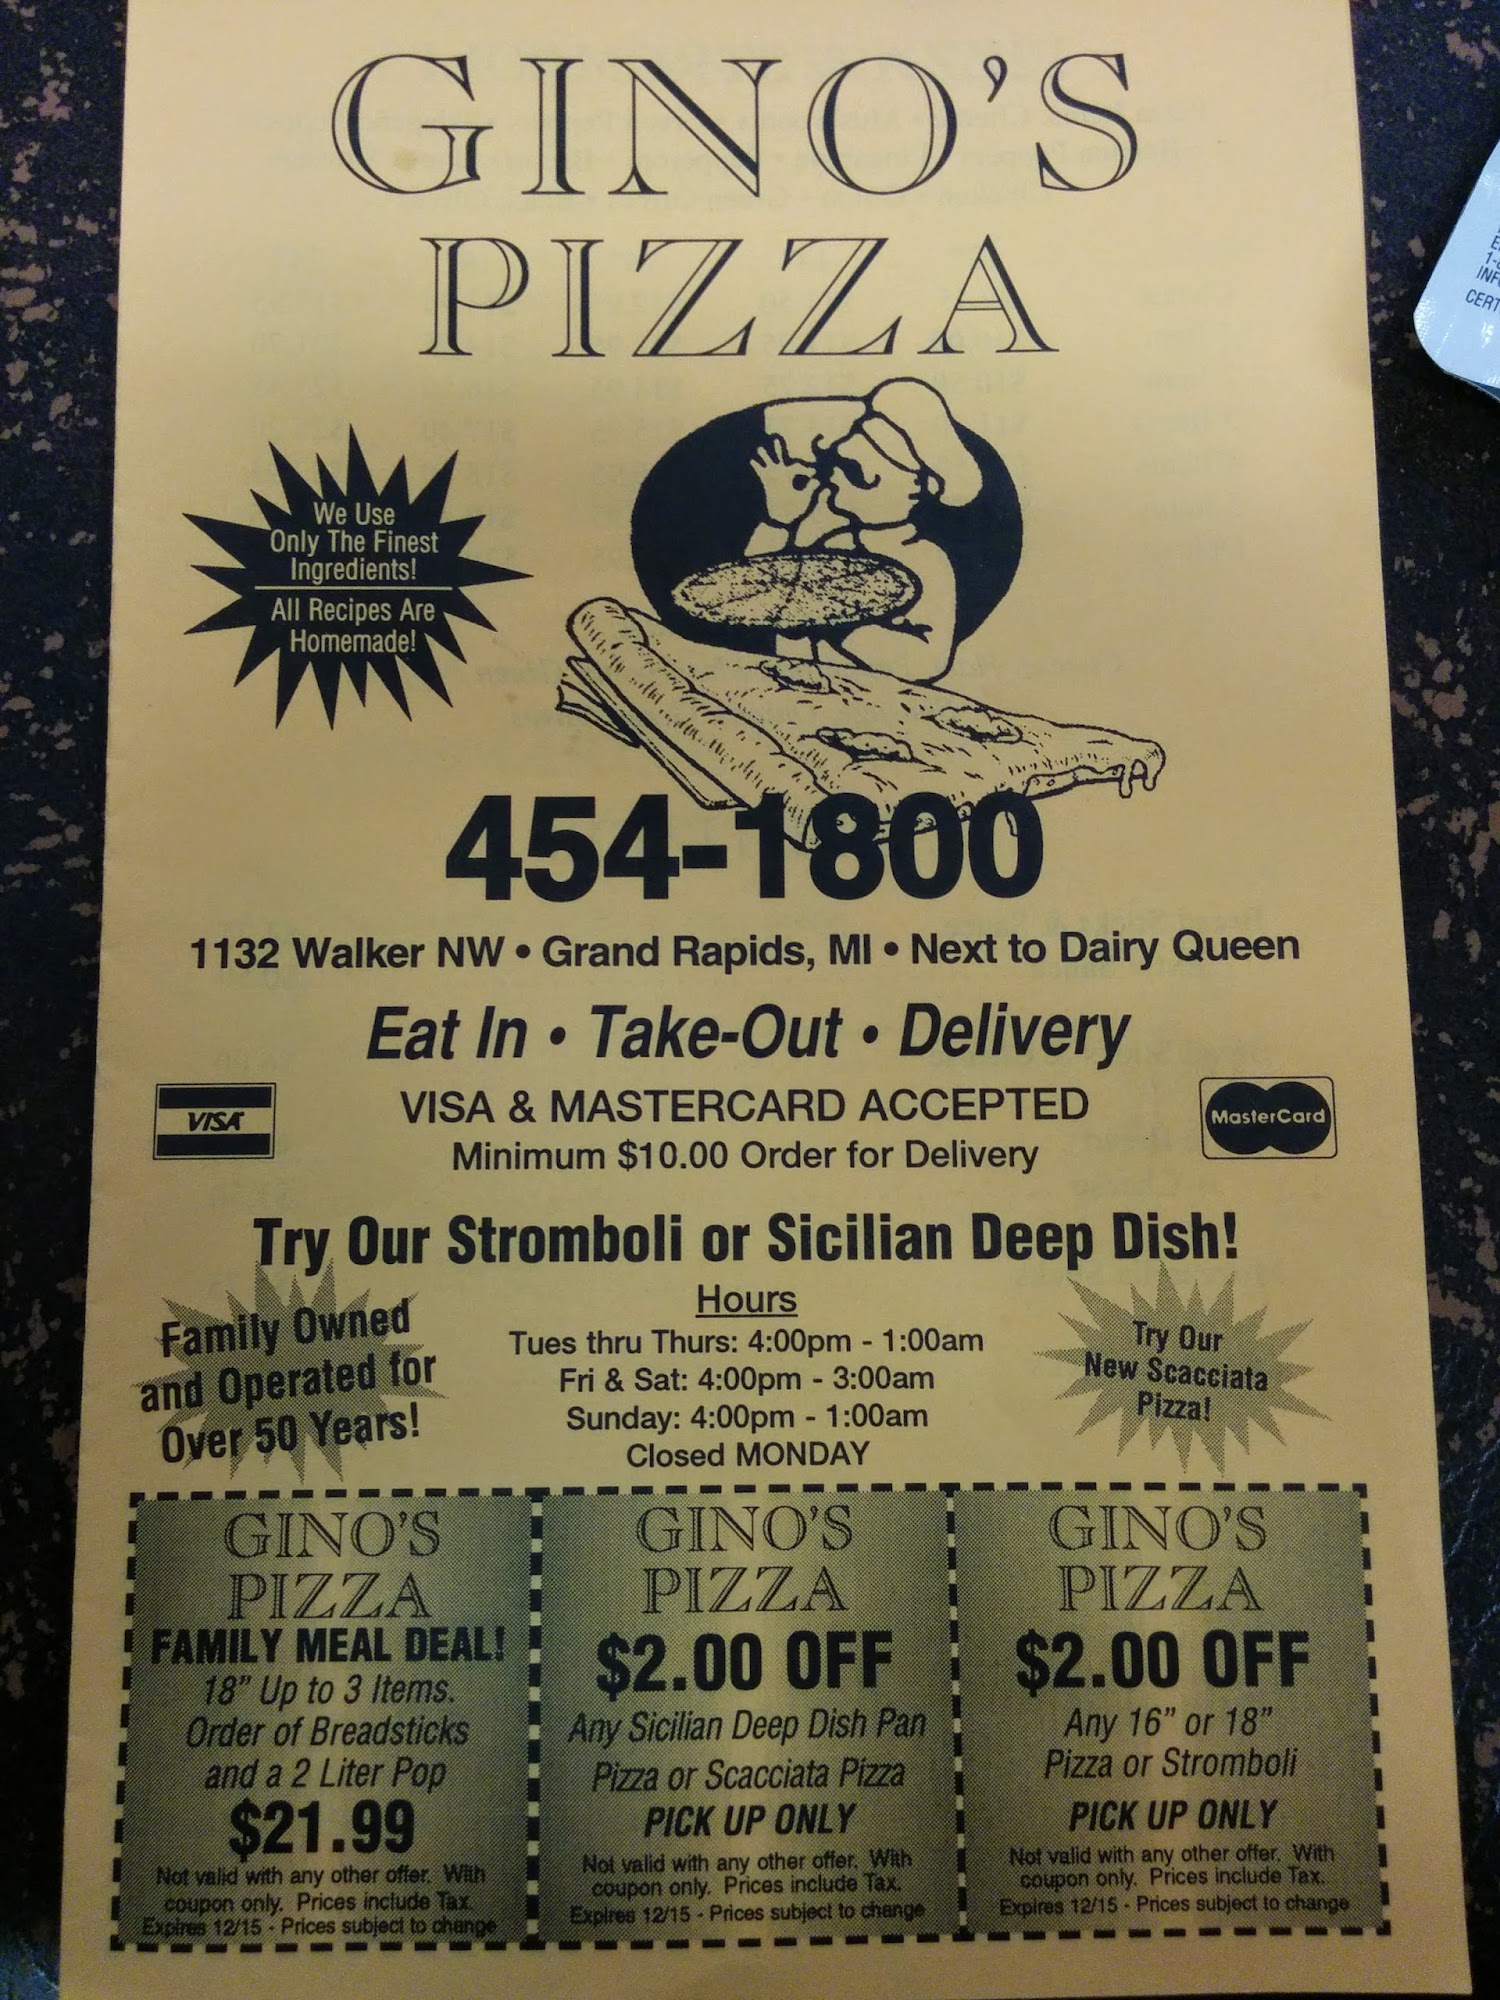 GINO'S
PIZZA
We Use
Only The Finest
Ingredients!
All Recipes Are
Homemade!
454-1800
1132 Walker NW • Grand Rapids, MI • Next to Dairy Queen
Eat In • Take-Out • Delivery
VISA
VISA & MASTERCARD ACCEPTED
MasterCard
Minimum $10.00 Order for Delivery
Try Our Stromboli or Sicilian Deep Dish!
Family Owned
and Operated for
Over 50 Years!
Hours
Tues thru Thurs: 4:00pm - 1:00am
Fri & Sat: 4:00pm - 3:00am
Sunday: 4:00pm - 1:00am
Closed MONDAY
Try Our
New Scacciata
Pizza!
GINO'S
PIZZA
FAMILY MEAL DEAL!
18" Up to 3 Items.
Order of Breadsticks
and a 2 Liter Pop
$21.99
Not valid with any other offer. With
coupon only. Prices include Tax.
Expires 12/15 - Prices subject to change
GINO'S
PIZZA
$2.00 OFF
Any Sicilian Deep Dish Pan
Pizza or Scacciata Pizza
PICK UP ONLY
Not valid with any other offer. With
coupon only. Prices include Tax.
Expires 12/15 - Prices subject to change
GINO'S
PIZZA
$2.00 OFF
Any 16" or 18"
Pizza or Stromboli
PICK UP ONLY
Not valid with any other offer. With
coupon only. Prices include Tax.
Expires 12/15 - Prices subject to change